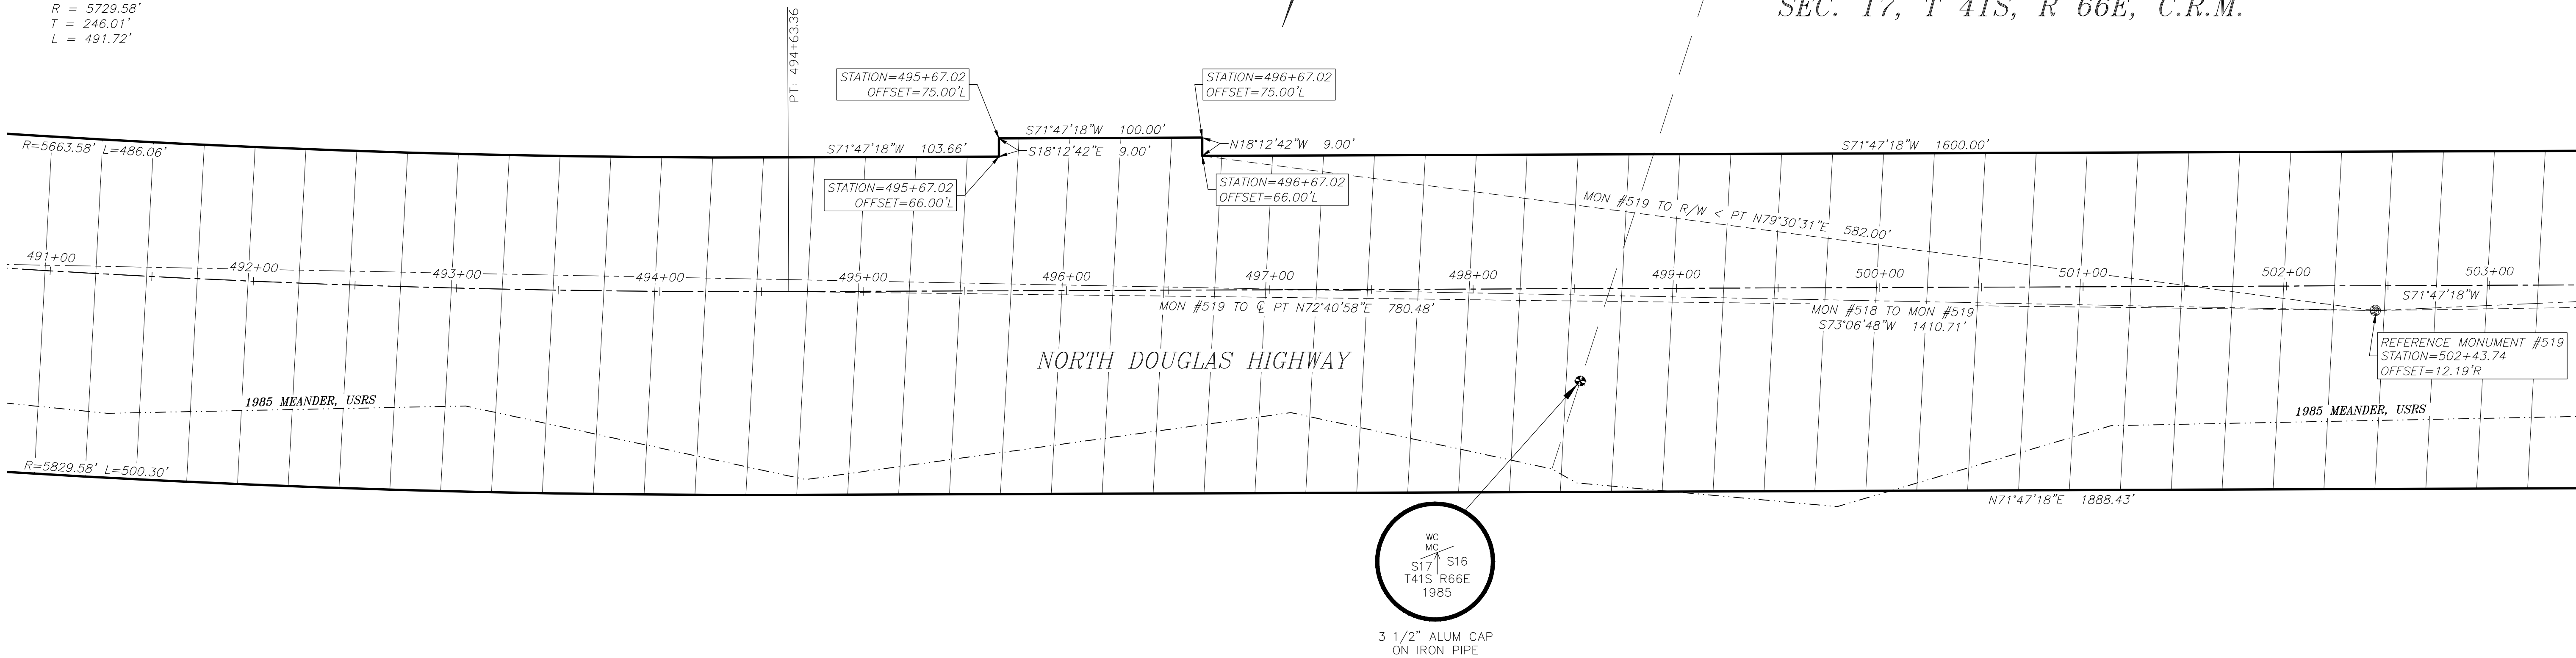 R = 5729.58'
T = 246.01'
L = 491.72'
PT: 494+63.36
SEC. 17, T 41S, R 66E, C.R.M.
STATION=495+67.02
OFFSET=75.00'L
STATION=496+67.02
OFFSET=75.00'L
R=5663.58' L=486.06'
S71°47'18"W 103.66'
S71°47'18"W 100.00'
S18°12'42"E 9.00'
N18°12'42"W 9.00'
S71°47'18"W 1600.00'
STATION=495+67.02
OFFSET=66.00'L
STATION=496+67.02
OFFSET=66.00'L
MON #519 TO R/W < PT N79°30'31"E 582.00'
491+00
492+00
493+00
494+00
495+00
496+00
497+00
498+00
499+00
500+00
501+00
502+00
503+00
S71°47'18"W
MON #519 TO ℄ PT N72°40'58"E 780.48'
MON #518 TO MON #519
S73°06'48"W 1410.71'
NORTH DOUGLAS HIGHWAY
REFERENCE MONUMENT #519
STATION=502+43.74
OFFSET=12.19'R
1985 MEANDER, USRS
1985 MEANDER, USRS
R=5829.58' L=500.30'
N71°47'18"E 1888.43'
WC
MC
S17 S16
T41S R66E
1985
3 1/2" ALUM CAP
ON IRON PIPE